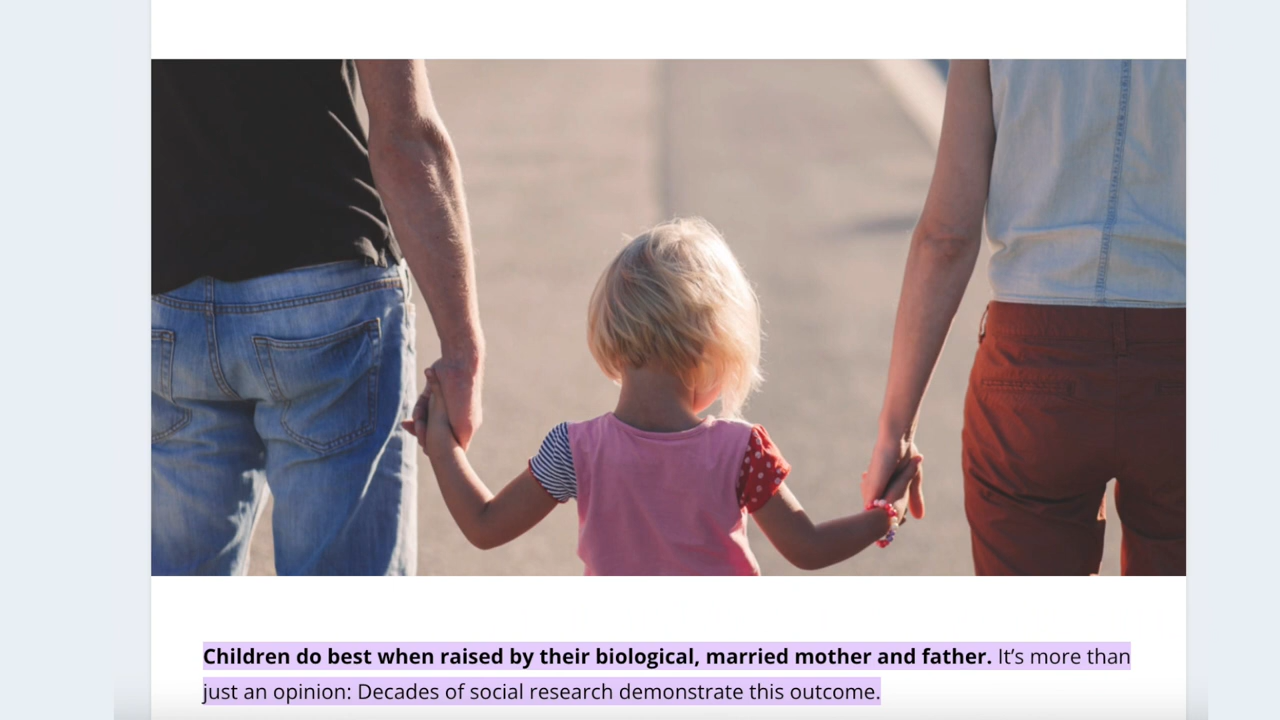 Children do best when raised by their biological, married mother and father. It’s more than
just an opinion: Decades of social research demonstrate this outcome.